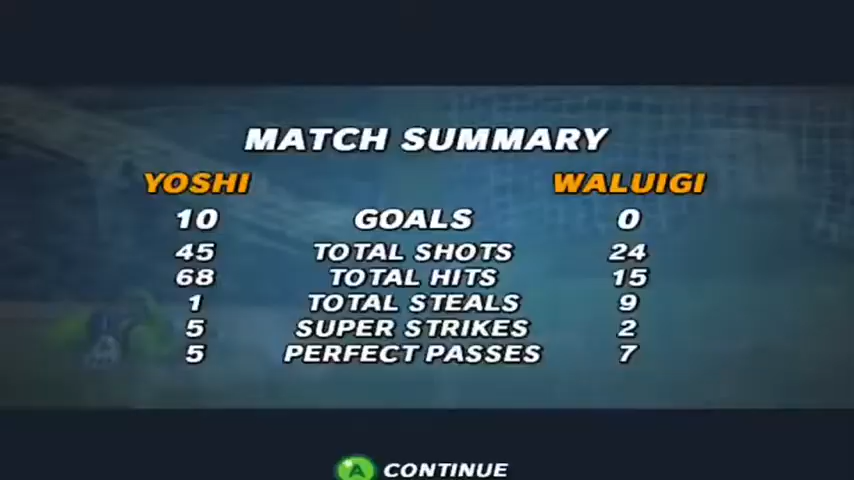 MATCH SUMMARY
YOSHI WALUIGI
10 GOALS 0
45 TOTAL SHOTS 24
68 TOTAL HITS 15
1 TOTAL STEALS 9
5 SUPER STRIKES 2
5 PERFECT PASSES 7
A CONTINUE